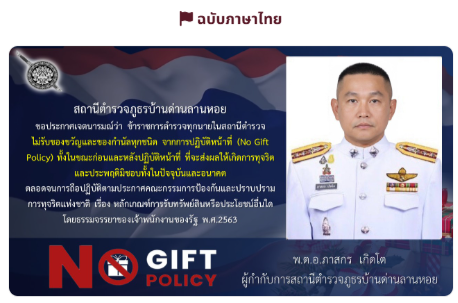 ฉบับภาษาไทย
สถานีตำรวจภูธรบ้านด่านลานหอย
ขอประกาศเจตนารมณ์ว่า ข้าราชการตำรวจทุกนายในสถานีตำรวจ
ไม่รับของขวัญและของกำนัลทุกชนิด จากการปฏิบัติหน้าที่ (No Gift
Policy) ทั้งในขณะก่อนและหลังปฏิบัติหน้าที่ ที่จะส่งผลให้เกิดการทุจริต
และประพฤติมิชอบทั้งในปัจจุบันและอนาคต
ตลอดจนการถือปฏิบัติตามประกาศคณะกรรมการป้องกันและปราบปราม
การทุจริตแห่งชาติ เรื่อง หลักเกณฑ์การรับทรัพย์สินหรือประโยชน์อื่นใด
โดยธรรมจรรยาของเจ้าพนักงานของรัฐ พ.ศ.2563
NO GIFT
POLICY
พ.ต.อ.ภาสกร เกิดโต
ผู้กำกับการสถานีตำรวจภูธรบ้านด่านลานหอย